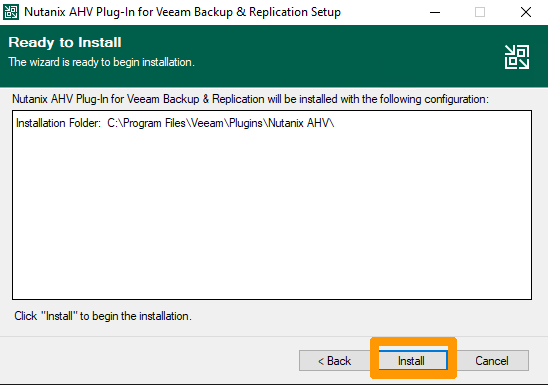 Nutanix AHV Plug-In for Veeam Backup & Replication Setup
Ready to Install
The wizard is ready to begin installation.
Nutanix AHV Plug-In for Veeam Backup & Replication will be installed with the following configuration:
Installation Folder:  C:\Program Files\Veeam\Plugins\Nutanix AHV\
Click "Install" to begin the installation.
< Back Install Cancel